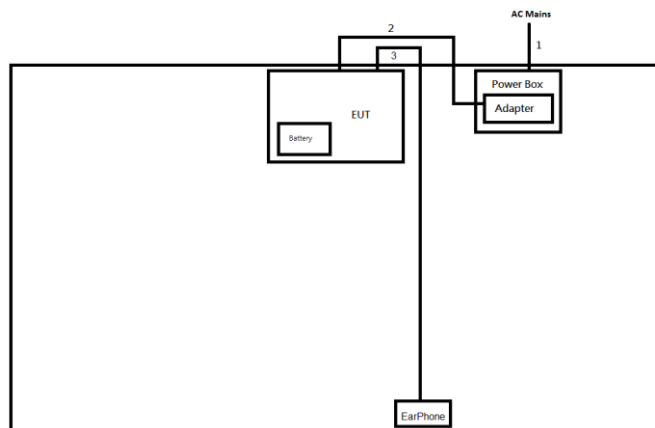 AC Mains
2
1
3
Power Box
Adapter
EUT
Battery
EarPhone